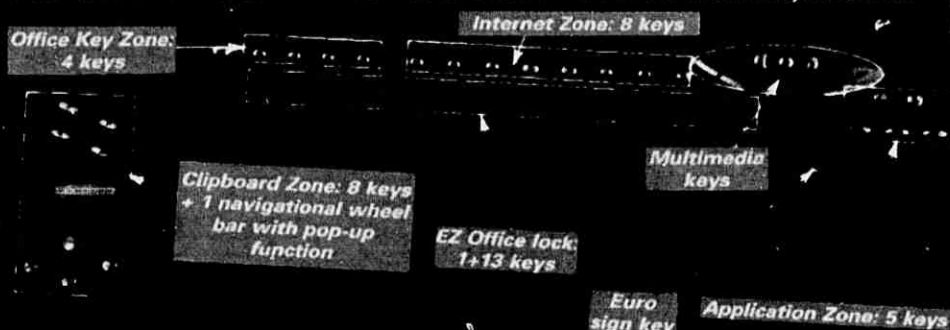 Internet Zone: 8 keys
Office Key Zone:
4 keys
Multimedia
keys
Clipboard Zone: 8 keys
+ 1 navigational wheel
bar with pop-up
function
EZ Office lock:
1+13 keys
Euro
sign key
Application Zone: 5 keys